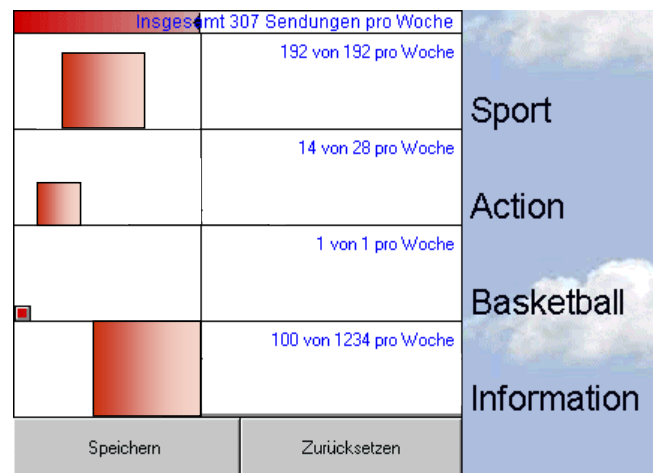 Insgesamt 307 Sendungen pro Woche
192 von 192 pro Woche
Sport
14 von 28 pro Woche
Action
1 von 1 pro Woche
Basketball
100 von 1234 pro Woche
Information
Speichern
Zurücksetzen